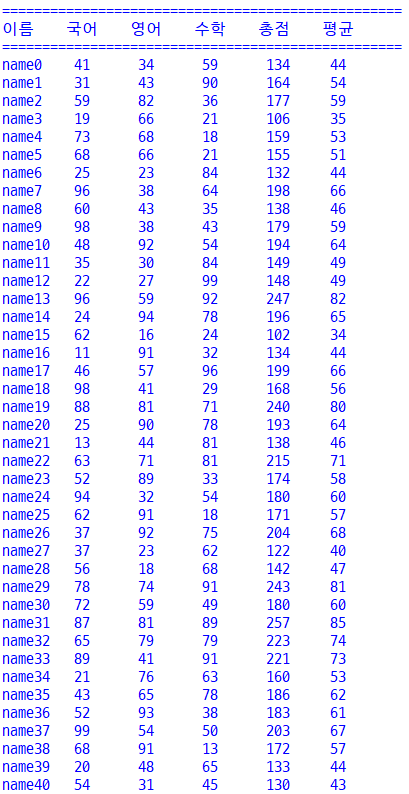 ==================================================
이름 국어 영어 수학 총점 평균
==================================================
name0 41 34 59 134 44
name1 31 43 90 164 54
name2 59 82 36 177 59
name3 19 66 21 106 35
name4 73 68 18 159 53
name5 68 66 21 155 51
name6 25 23 84 132 44
name7 96 38 64 198 66
name8 60 43 35 138 46
name9 98 38 43 179 59
name10 48 92 54 194 64
name11 35 30 84 149 49
name12 22 27 99 148 49
name13 96 59 92 247 82
name14 24 94 78 196 65
name15 62 16 24 102 34
name16 11 91 32 134 44
name17 46 57 96 199 66
name18 98 41 29 168 56
name19 88 81 71 240 80
name20 25 90 78 193 64
name21 13 44 81 138 46
name22 63 71 81 215 71
name23 52 89 33 174 58
name24 94 32 54 180 60
name25 62 91 18 171 57
name26 37 92 75 204 68
name27 37 23 62 122 40
name28 56 18 68 142 47
name29 78 74 91 243 81
name30 72 59 49 180 60
name31 87 81 89 257 85
name32 65 79 79 223 74
name33 89 41 91 221 73
name34 21 76 63 160 53
name35 43 65 78 186 62
name36 52 93 38 183 61
name37 99 54 50 203 67
name38 68 91 13 172 57
name39 20 48 65 133 44
name40 54 31 45 130 43